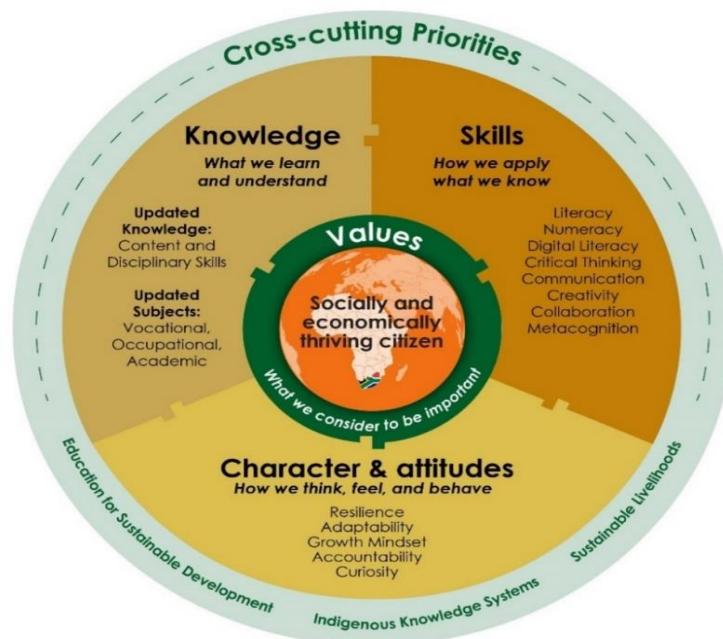 Cross-cutting Priorities
Knowledge
What we learn
and understand
Updated
Knowledge:
Content and
Disciplinary Skills
Updated
Subjects:
Vocational,
Occupational,
Academic
Skills
How we apply
what we know
Literacy
Numeracy
Digital Literacy
Critical Thinking
Communication
Creativity
Collaboration
Metacognition
Values
Socially and
economically
thriving citizen
What we consider to be important
Character & attitudes
How we think, feel, and behave
Resilience
Adaptability
Growth Mindset
Accountability
Curiosity
Education for Sustainable Development
Indigenous Knowledge Systems
Sustainable Livelihoods